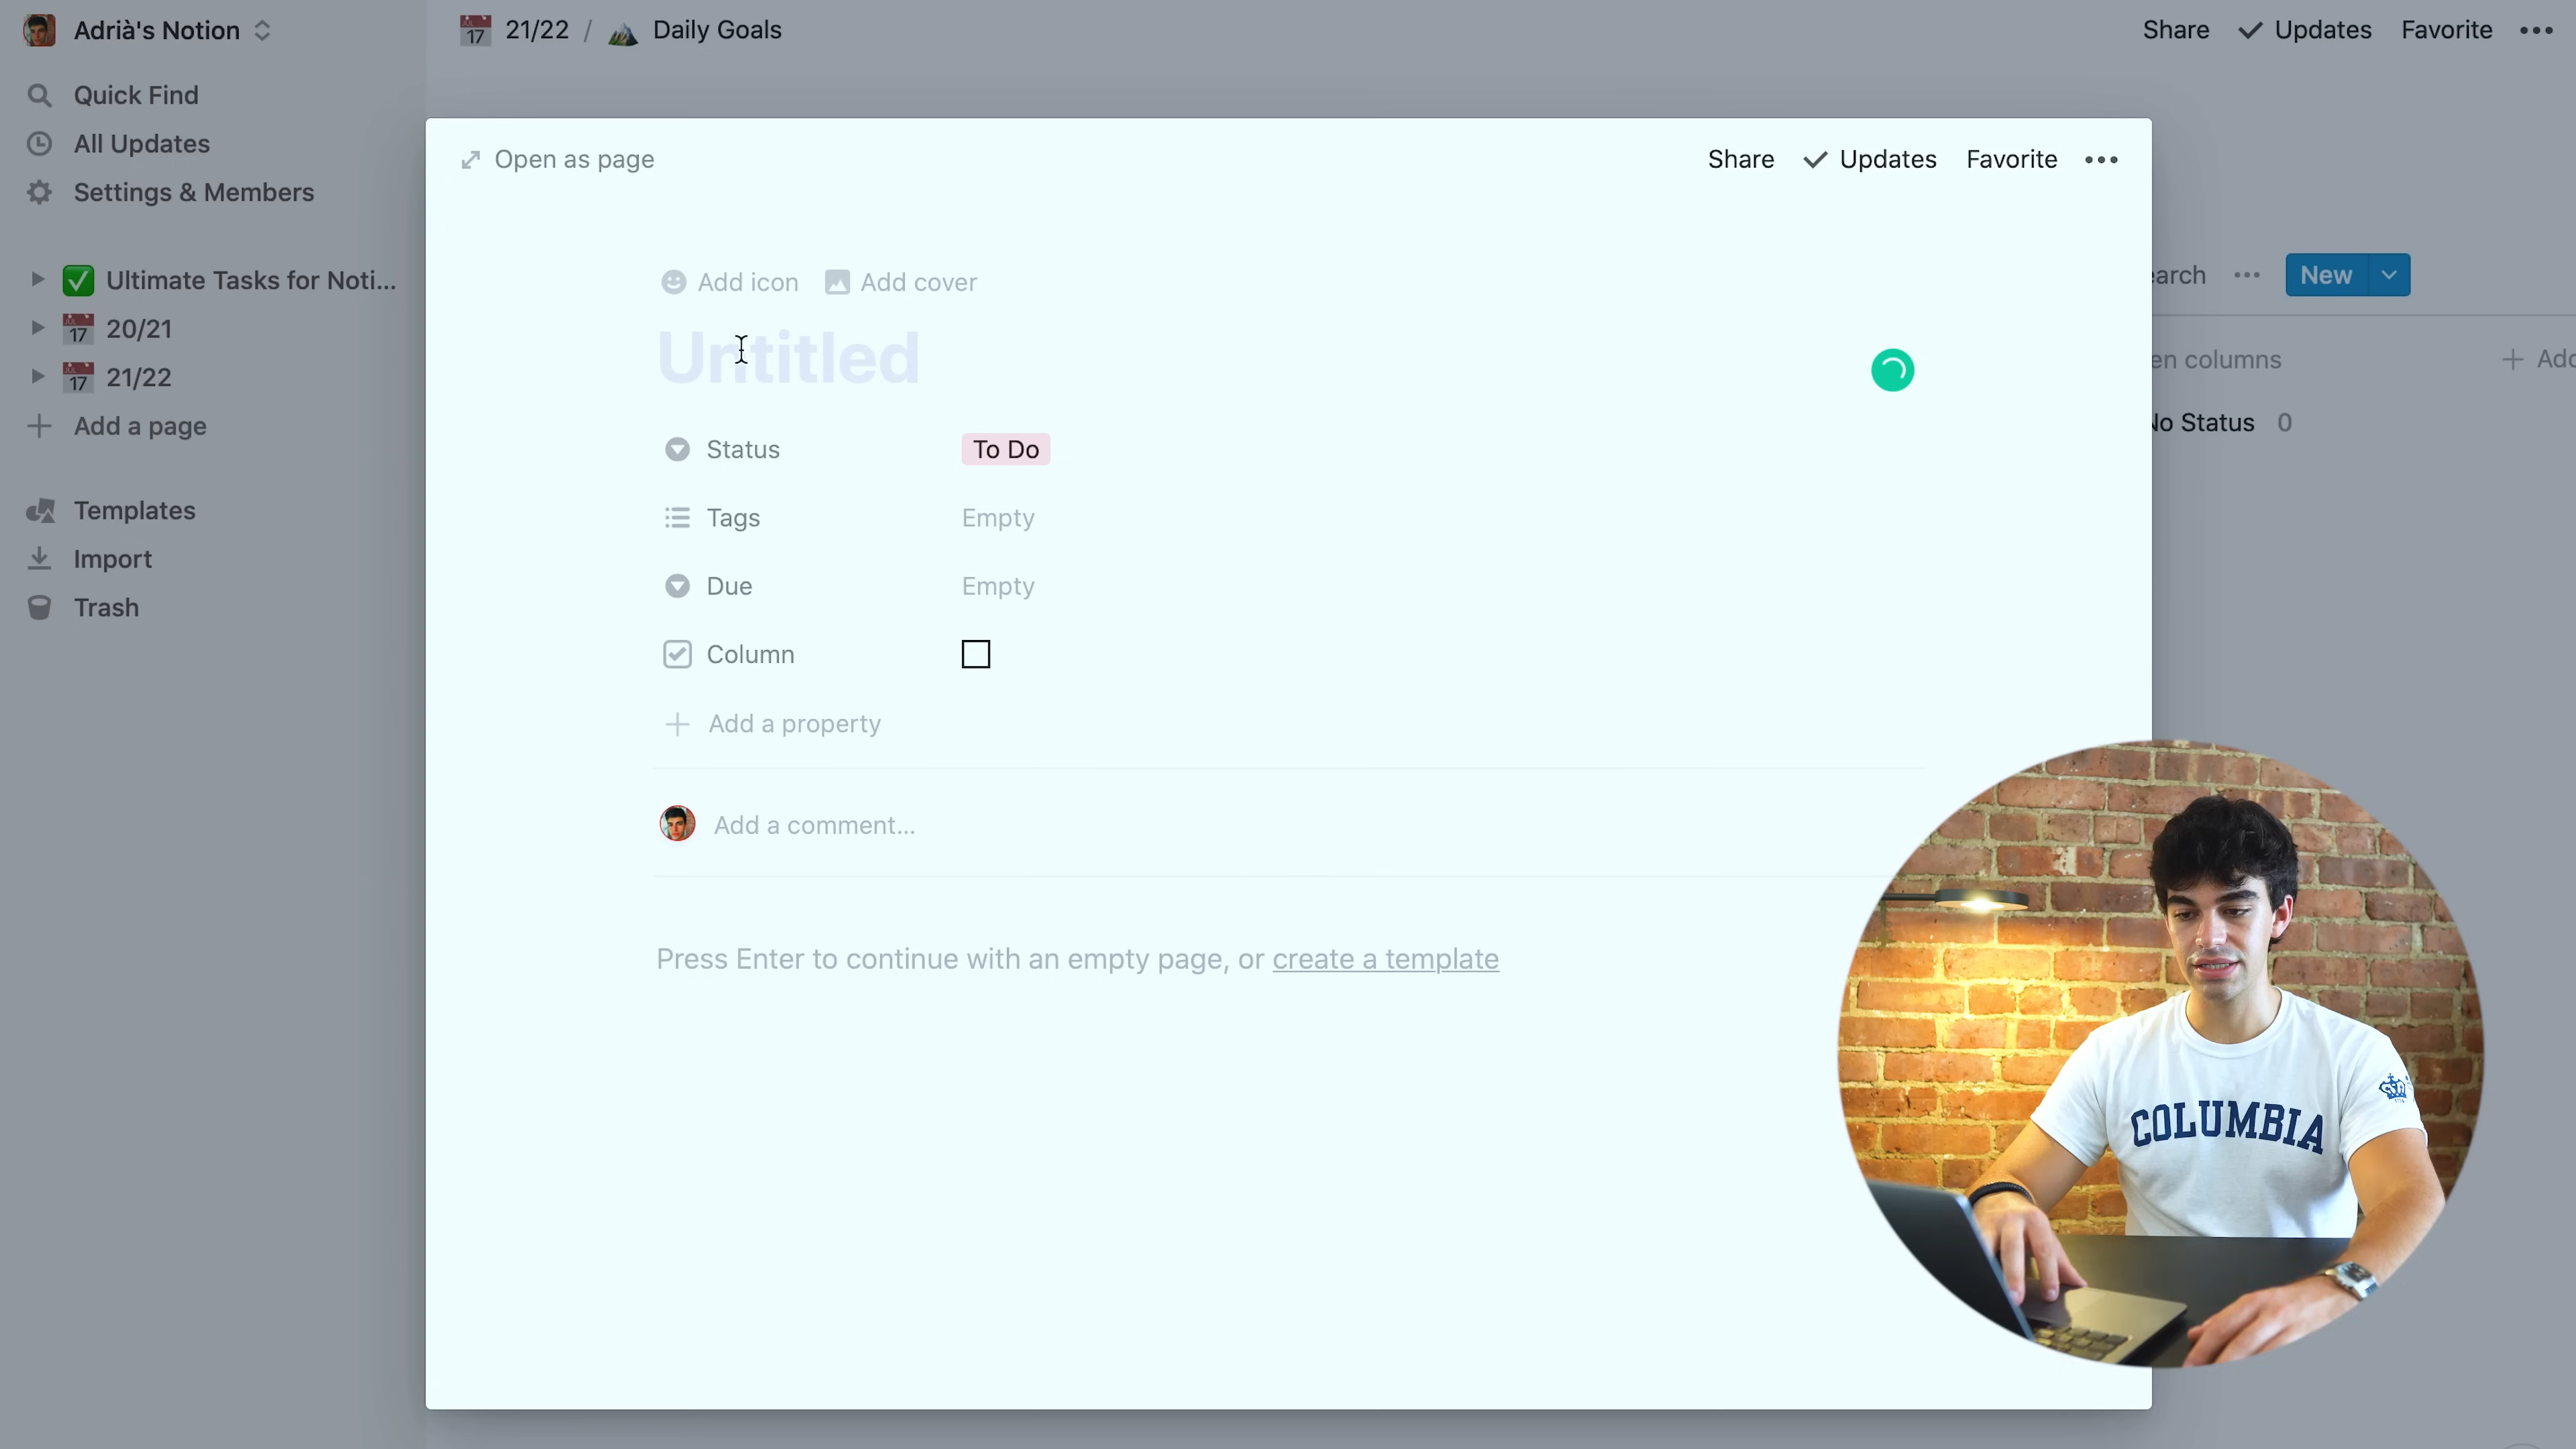 Adrià's Notion
21/22 / Daily Goals
Share Updates Favorite
Quick Find
All Updates
Settings & Members
Ultimate Tasks for Noti...
20/21
21/22
Add a page
Templates
Import
Trash
Open as page
Share Updates Favorite
Add icon Add cover
Untitled
Status To Do
Tags Empty
Due Empty
Column
Add a property
Add a comment...
Press Enter to continue with an empty page, or create a template
earch
New
en columns
No Status 0
COLUMBIA
17
17
17